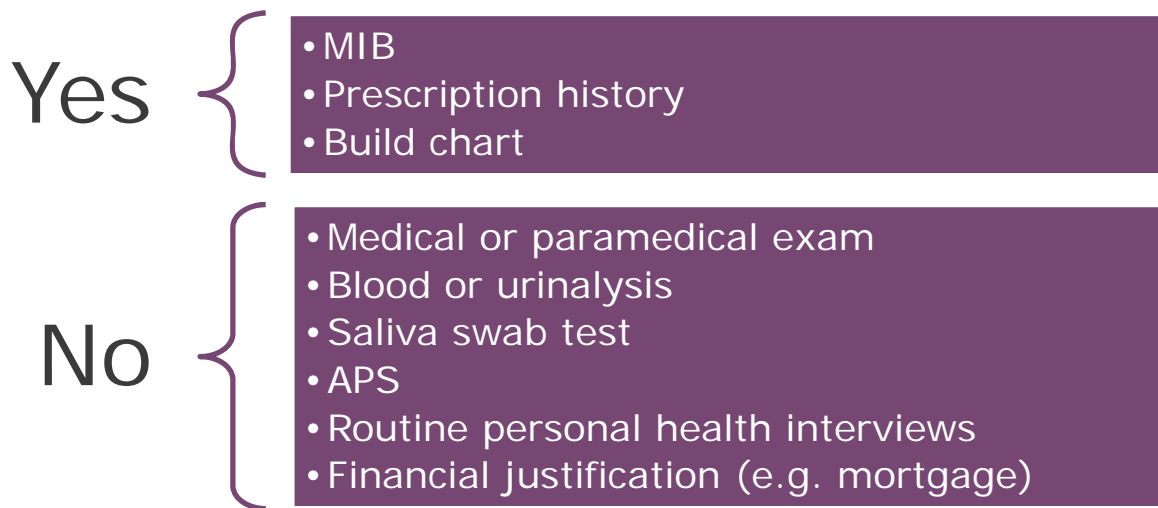 Yes
• MIB
• Prescription history
• Build chart
No
• Medical or paramedical exam
• Blood or urinalysis
• Saliva swab test
• APS
• Routine personal health interviews
• Financial justification (e.g. mortgage)